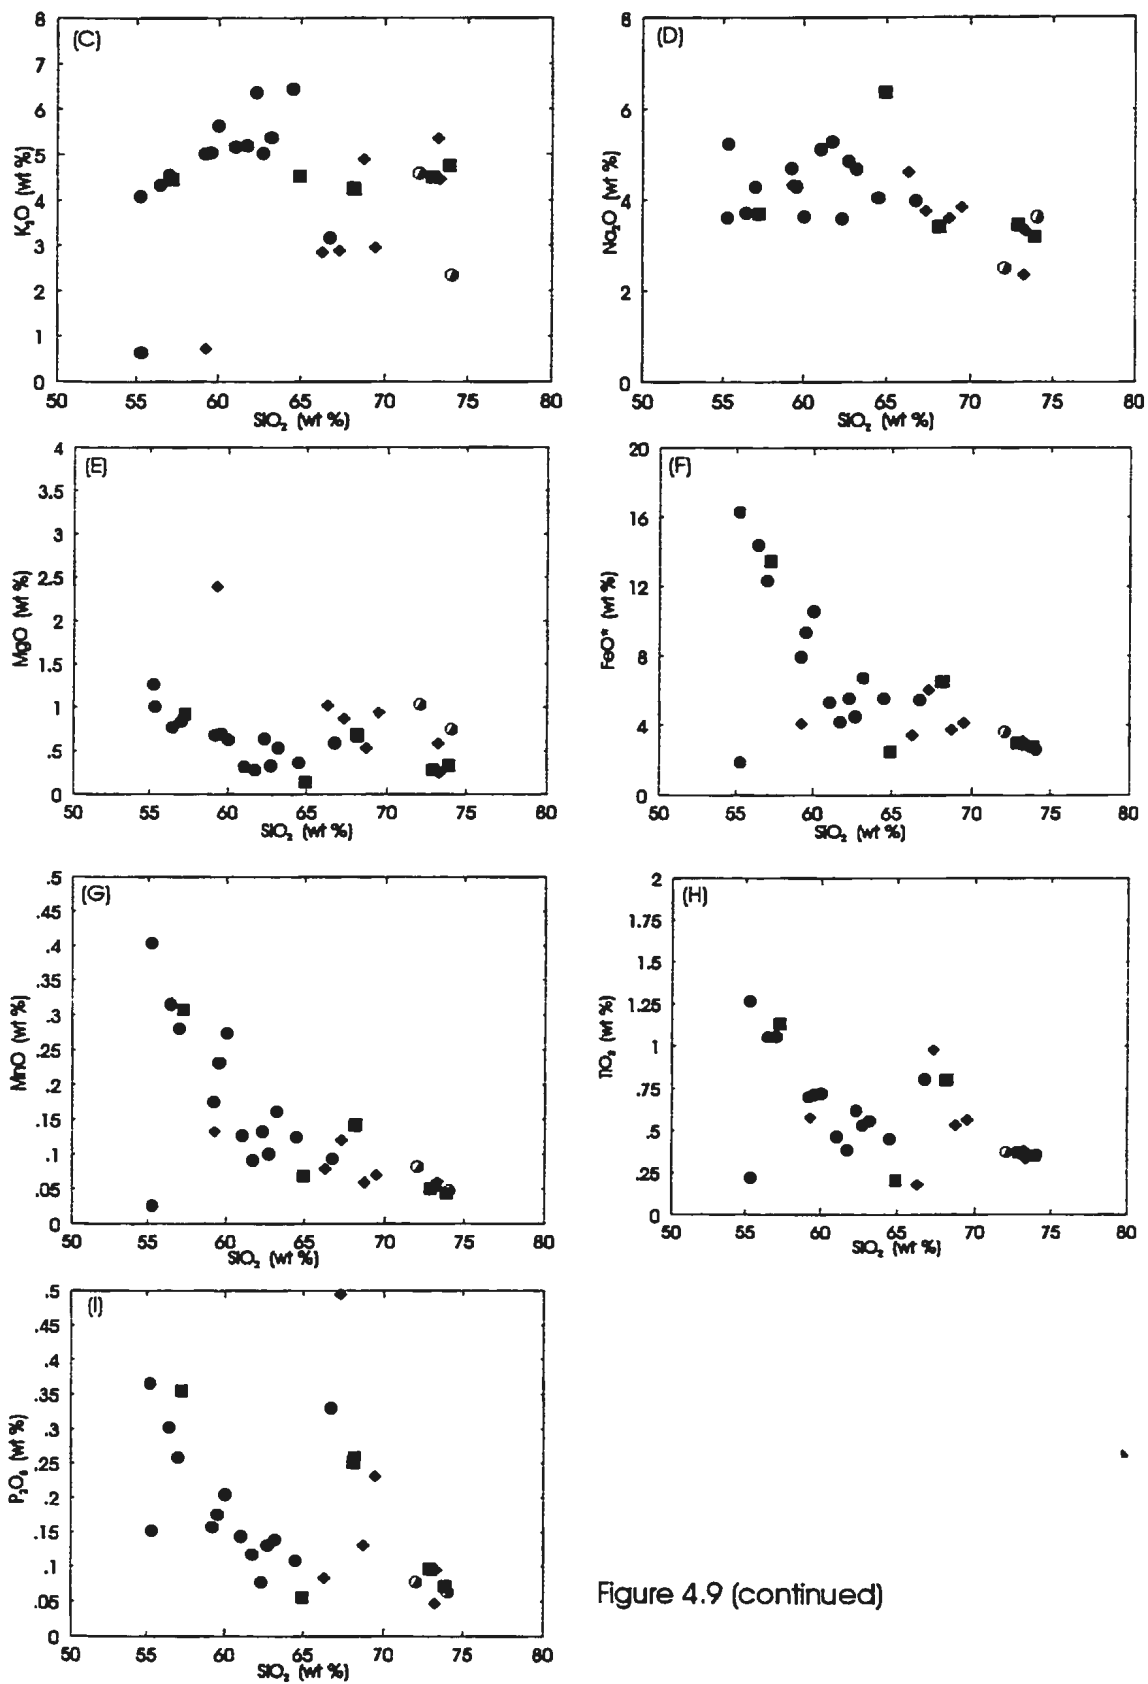 (C)
8
7
6
5
4
3
2
1
0
K₂O (wt %)
50 55 60 65 70 75 80
SiO₂ (wt %)
(D)
8
6
4
2
0
Na₂O (wt %)
50 55 60 65 70 75 80
SiO₂ (wt %)
(E)
4
3.5
3
2.5
2
1.5
1
.5
0
MgO (wt %)
50 55 60 65 70 75 80
SiO₂ (wt %)
(F)
20
16
12
8
4
0
FeO* (wt %)
50 55 60 65 70 75 80
SiO₂ (wt %)
(G)
.5
.45
.4
.35
.3
.25
.2
.15
.1
.05
0
MnO (wt %)
50 55 60 65 70 75 80
SiO₂ (wt %)
(H)
2
1.75
1.5
1.25
1
.75
.5
.25
0
TiO₂ (wt %)
50 55 60 65 70 75 80
SiO₂ (wt %)
(I)
.5
.45
.4
.35
.3
.25
.2
.15
.1
.05
0
P₂O₅ (wt %)
50 55 60 65 70 75 80
SiO₂ (wt %)
Figure 4.9 (continued)